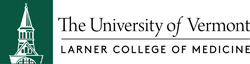 The University of Vermont
LARNER COLLEGE OF MEDICINE